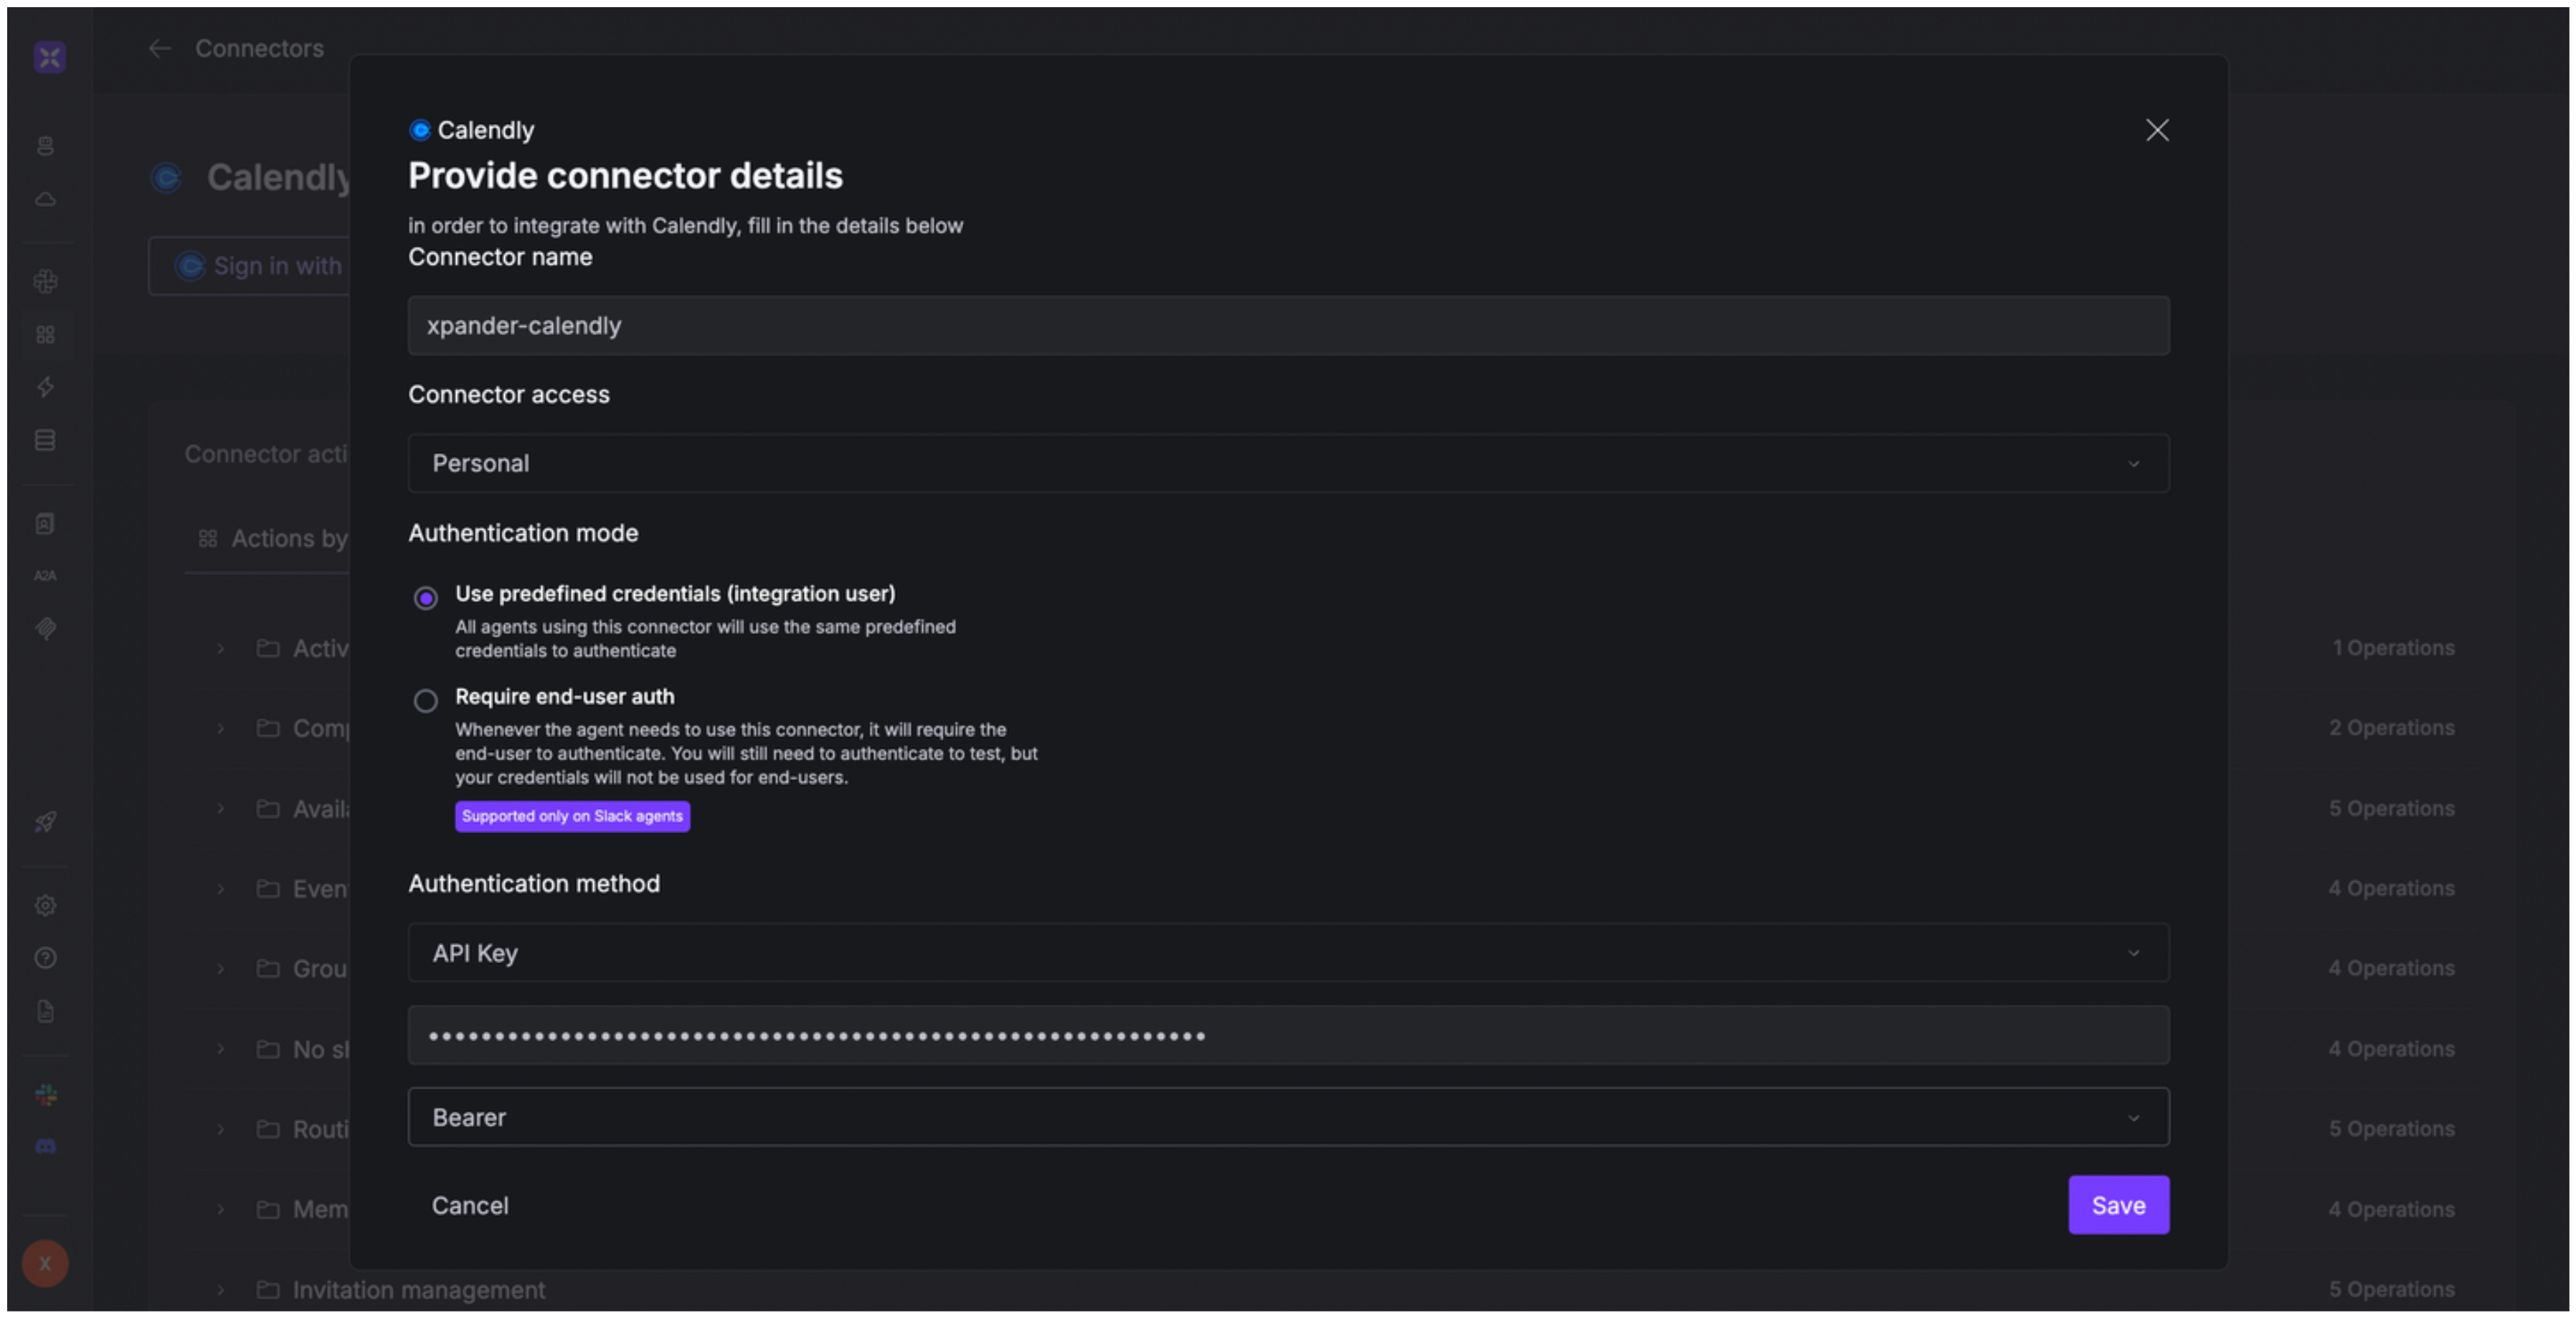 Connectors
Calendly
Sign in with
Connector acti
Actions by
A2A
Activ
1 Operations
Comp
2 Operations
Availa
5 Operations
Even
4 Operations
Grou
4 Operations
No sh
4 Operations
Routi
5 Operations
Mem
4 Operations
Invitation management
5 Operations
X
Calendly
Provide connector details
in order to integrate with Calendly, fill in the details below
Connector name
xpander-calendly
Connector access
Personal
Authentication mode
Use predefined credentials (integration user)
All agents using this connector will use the same predefined
credentials to authenticate
Require end-user auth
Whenever the agent needs to use this connector, it will require the
end-user to authenticate. You will still need to authenticate to test, but
your credentials will not be used for end-users.
Supported only on Slack agents
Authentication method
API Key
Bearer
Cancel
Save